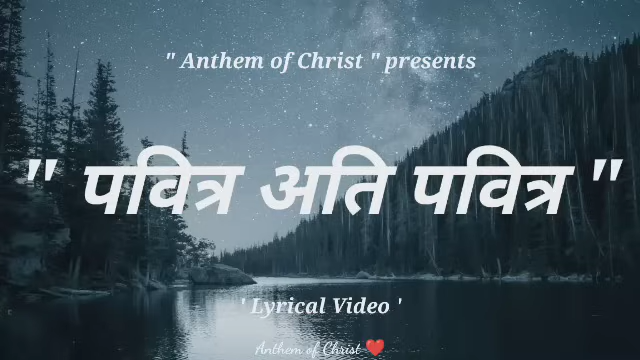 " Anthem of Christ " presents
" पवित्र अति पवित्र "
' Lyrical Video '
Anthem of Christ ❤️